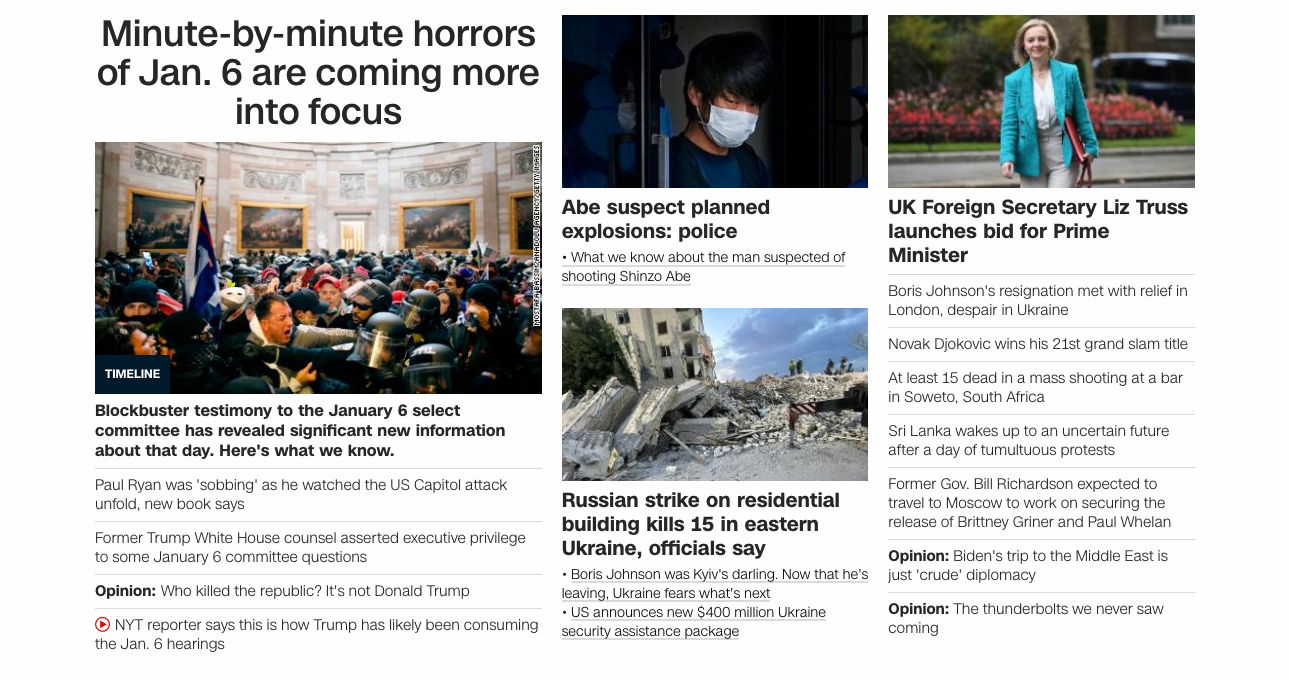 Minute-by-minute horrors
of Jan. 6 are coming more
into focus
MOSTAFA BASSIM/ANADOLU AGENCY/GETTY IMAGES
TIMELINE
Blockbuster testimony to the January 6 select
committee has revealed significant new information
about that day. Here's what we know.
Paul Ryan was 'sobbing' as he watched the US Capitol attack
unfold, new book says
Former Trump White House counsel asserted executive privilege
to some January 6 committee questions
Opinion: Who killed the republic? It's not Donald Trump
NYT reporter says this is how Trump has likely been consuming
the Jan. 6 hearings
Abe suspect planned
explosions: police
• What we know about the man suspected of
shooting Shinzo Abe
Russian strike on residential
building kills 15 in eastern
Ukraine, officials say
• Boris Johnson was Kyiv's darling. Now that he's
leaving, Ukraine fears what's next
• US announces new $400 million Ukraine
security assistance package
UK Foreign Secretary Liz Truss
launches bid for Prime
Minister
Boris Johnson's resignation met with relief in
London, despair in Ukraine
Novak Djokovic wins his 21st grand slam title
At least 15 dead in a mass shooting at a bar
in Soweto, South Africa
Sri Lanka wakes up to an uncertain future
after a day of tumultuous protests
Former Gov. Bill Richardson expected to
travel to Moscow to work on securing the
release of Brittney Griner and Paul Whelan
Opinion: Biden's trip to the Middle East is
just 'crude' diplomacy
Opinion: The thunderbolts we never saw
coming